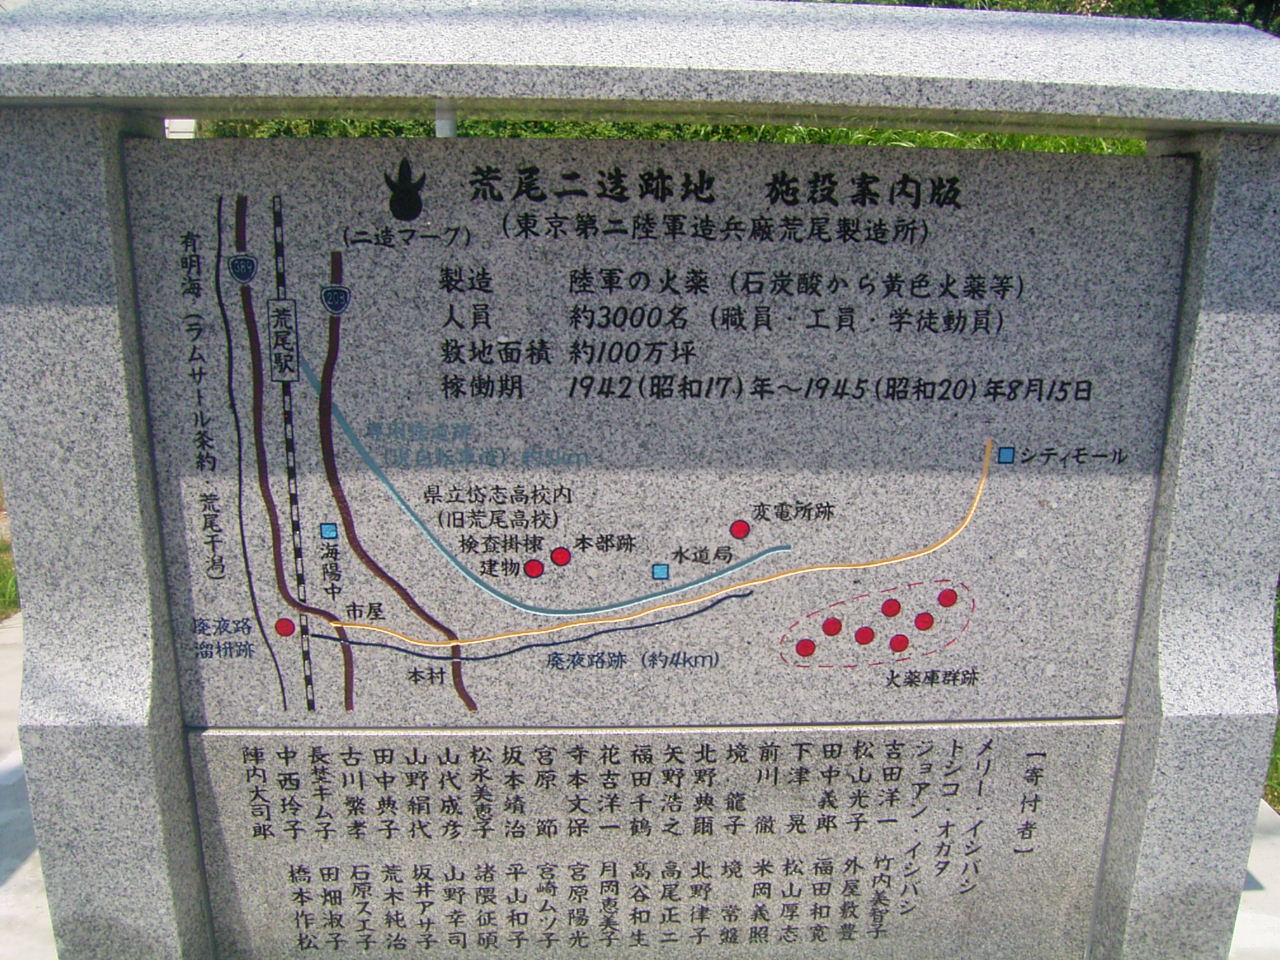 荒尾二造跡地 施設案内版
(二造マーク)
(東京第二陸軍造兵廠荒尾製造所)
製造 陸軍の火薬(石炭酸から黄色火薬等)
人員 約3000名(職員・工員・学徒動員)
敷地面積 約100万坪
稼働期 1942(昭和17)年～1945(昭和20)年8月15日
有明海(ラムサール条約・荒尾干潟)
389
208
荒尾駅
シティモール
県立岱志高校内
(旧荒尾高校)
検査掛棟
建物
本部跡
変電所跡
水道局
海陽中
市屋
廃液路
溜枡跡
本村
廃液路跡(約4km)
火薬庫群跡
【寄付者】
メリー・イシバシ
トシコ オカタ
ジョアン・イシバシ
吉田洋一 竹内美智子
松山光子 外屋敷豊
田中義郎 福田和寛
下津 晃 松山厚志
前川 徹 米岡義照
境 龍子 境 常盤
北野典爾 北野律子
矢野浩之 高尾正二
福田千鶴 高谷和生
花吉洋一 月岡恵美子
寺本文保 宮原陽光
宮原 節 宮崎ムツ子
坂本靖治 平山和子
松永美恵子 諸隈征碩
山代成彦 山野幸司
山野絹代 坂井アサ子
田中典子 荒木純治
古川繁孝 石原スエ子
長埜キム子 田畑淑子
中西玲子 橋本作松
陣内大司郎